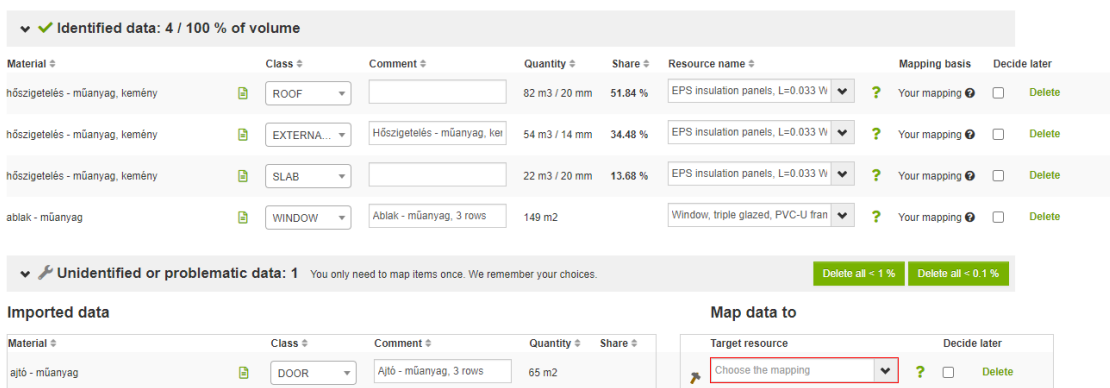 Identified data: 4 / 100 % of volume
Material Class Comment Quantity Share Resource name Mapping basis Decide later
hőszigetelés - műanyag, kemény ROOF 82 m3 / 20 mm 51.84 % EPS insulation panels, L=0.033 W ? Your mapping Delete
hőszigetelés - műanyag, kemény EXTERNA... Hőszigetelés - műanyag, ker 54 m3 / 14 mm 34.48 % EPS insulation panels, L=0.033 W ? Your mapping Delete
hőszigetelés - műanyag, kemény SLAB 22 m3 / 20 mm 13.68 % EPS insulation panels, L=0.033 W ? Your mapping Delete
ablak - műanyag WINDOW Ablak - műanyag, 3 rows 149 m2 Window, triple glazed, PVC-U fran ? Your mapping Delete
Unidentified or problematic data: 1 You only need to map items once. We remember your choices. Delete all < 1 % Delete all < 0.1 %
Imported data Map data to
Material Class Comment Quantity Share Target resource Decide later
ajtó - műanyag DOOR Ajtó - műanyag, 3 rows 65 m2 Choose the mapping ? Delete